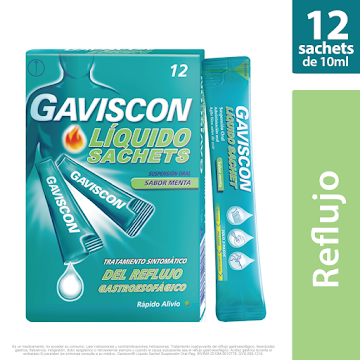 12
sachets
de 10ml
12
GAVISCON
LÍQUIDO
SACHETS
SUSPENSIÓN ORAL
SABOR MENTA
GAVISCON
GAVISCON
TRATAMIENTO SINTOMÁTICO
DEL REFLUJO
GASTROESOFÁGICO
Rápido Alivio
GAVISCON
LÍQUIDO SACHET
Reflujo